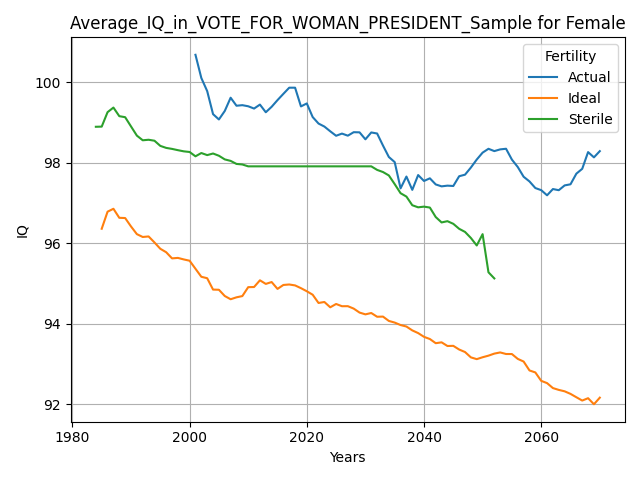 Average_IQ_in_VOTE_FOR_WOMAN_PRESIDENT_Sample for Female
Fertility
Actual
Ideal
Sterile
IQ
100
98
96
94
92
1980 2000 2020 2040 2060
Years